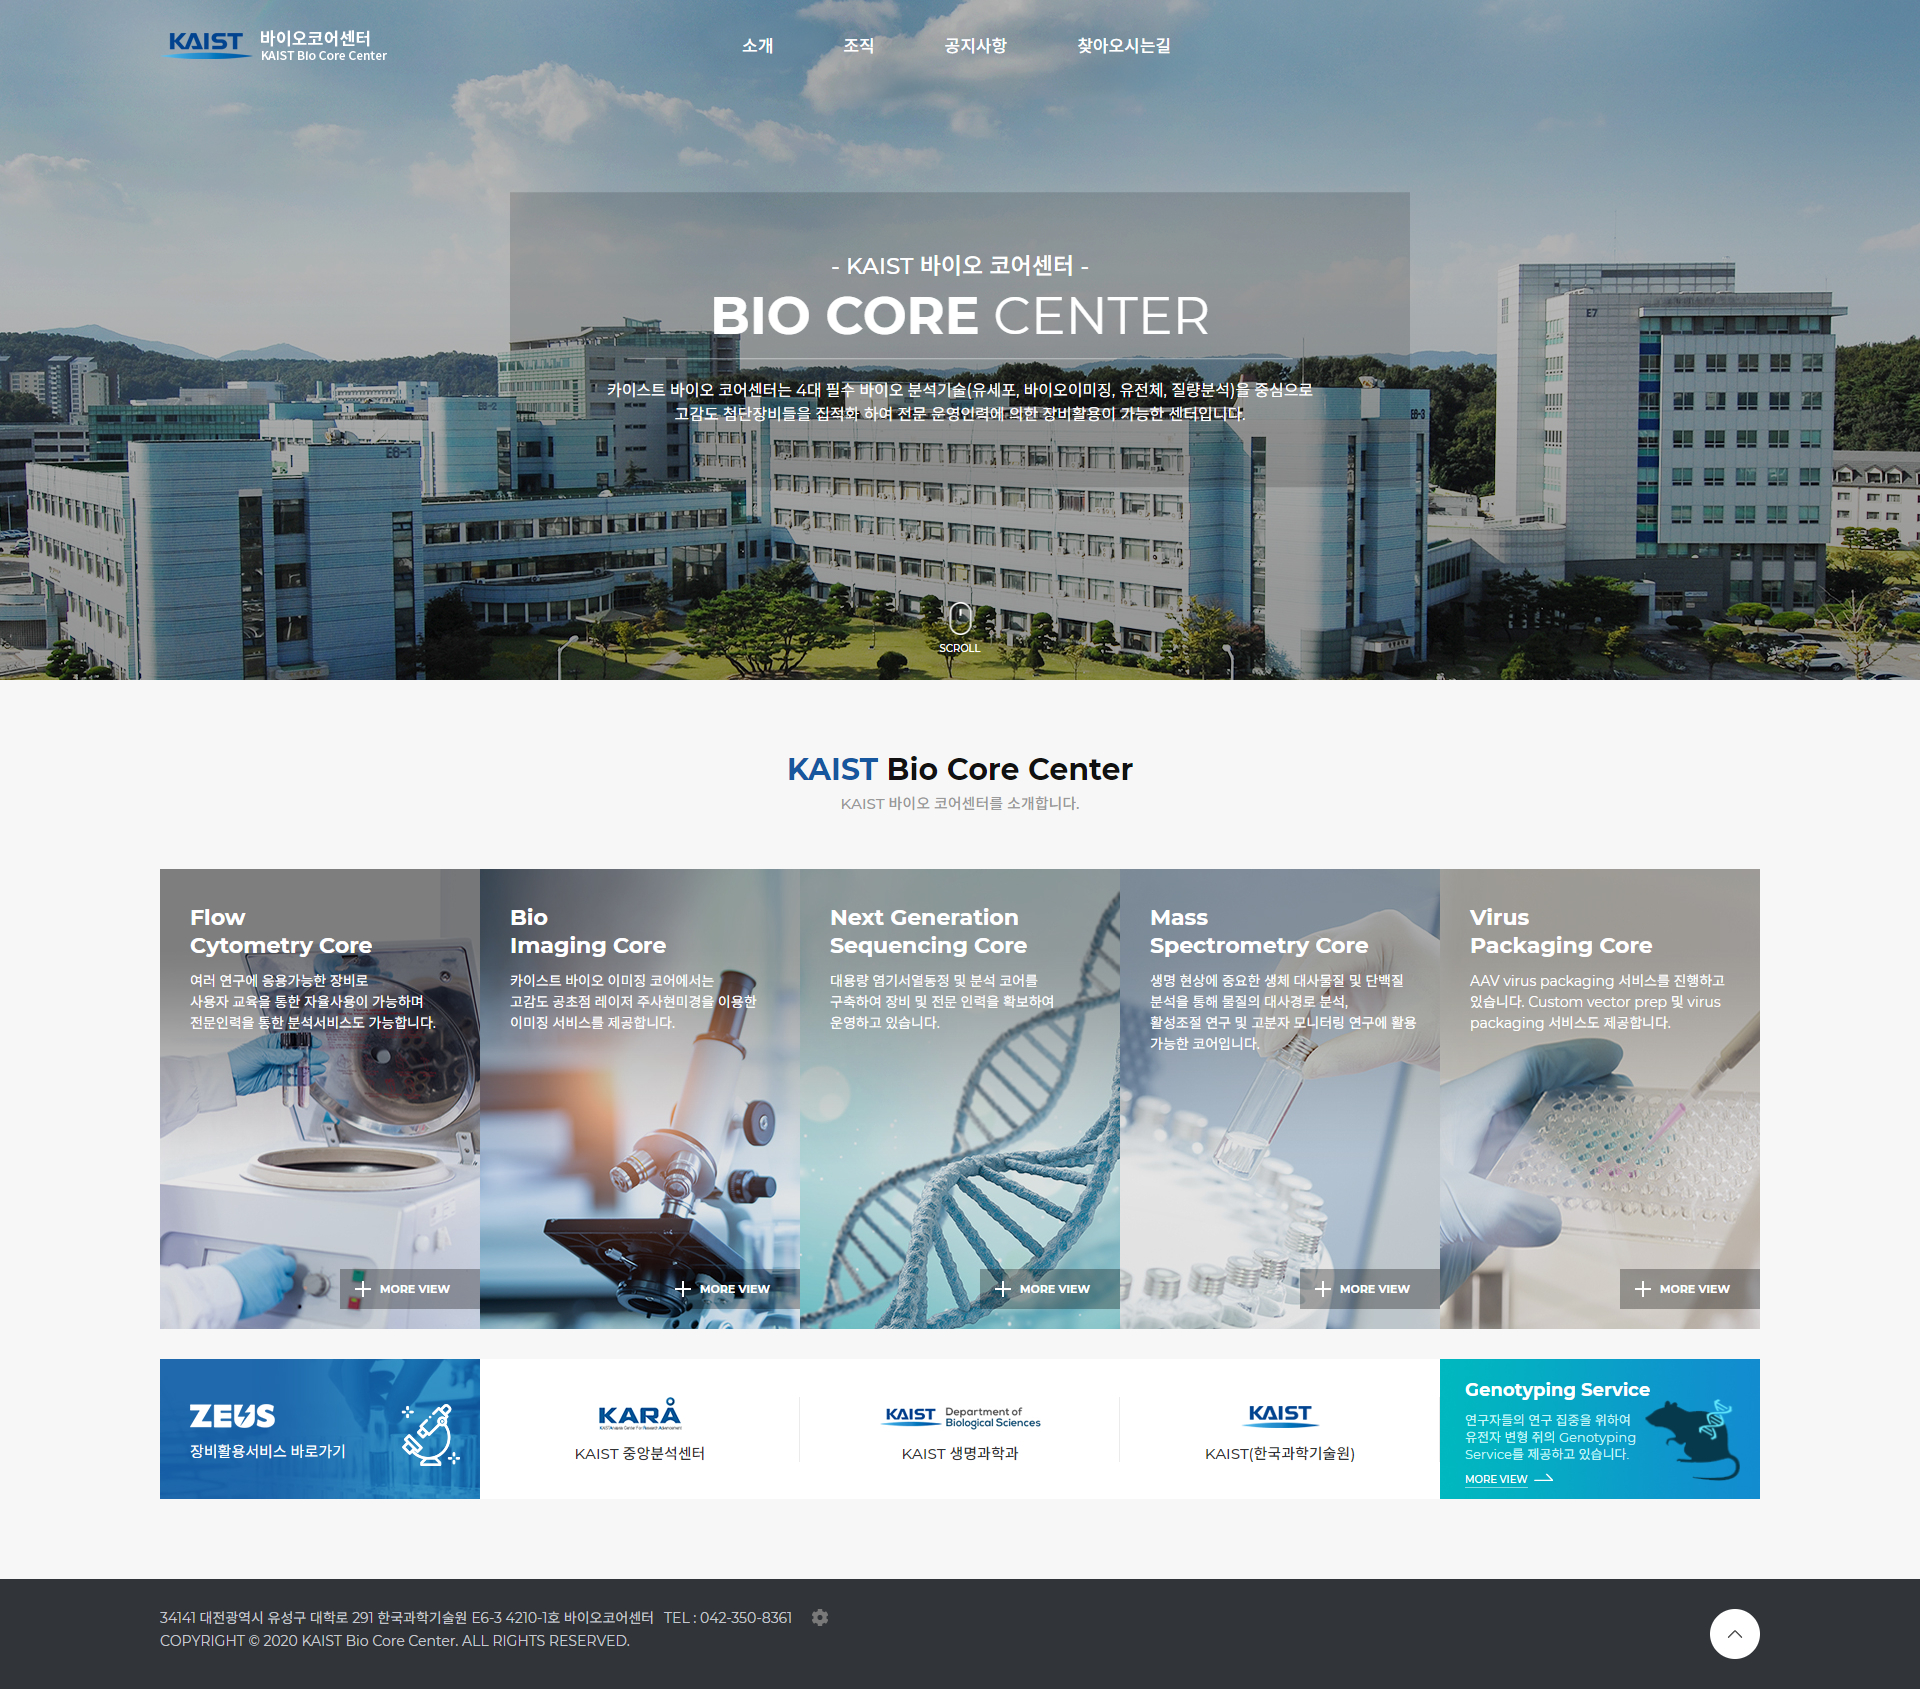 KAIST 바이오코어센터
KAIST Bio Core Center
소개
조직
공지사항
찾아오시는길
- KAIST 바이오 코어센터 -
BIO CORE CENTER
카이스트 바이오 코어센터는 4대 필수 바이오 분석기술(유세포, 바이오이미징, 유전체, 질량분석)을 중심으로
고감도 첨단장비들을 집적화 하여 전문 운영인력에 의한 장비활용이 가능한 센터입니다.
E7
E6-2
E6-3
E6-1
SCROLL
KAIST Bio Core Center
KAIST 바이오 코어센터를 소개합니다.
Flow
Cytometry Core
여러 연구에 응용가능한 장비로
사용자 교육을 통한 자율사용이 가능하며
전문인력을 통한 분석서비스도 가능합니다.
MORE VIEW
Bio
Imaging Core
카이스트 바이오 이미징 코어에서는
고감도 공초점 레이저 주사현미경을 이용한
이미징 서비스를 제공합니다.
MORE VIEW
Next Generation
Sequencing Core
대용량 염기서열동정 및 분석 코어를
구축하여 장비 및 전문 인력을 확보하여
운영하고 있습니다.
MORE VIEW
Mass
Spectrometry Core
생명 현상에 중요한 생체 대사물질 및 단백질
분석을 통해 물질의 대사경로 분석,
활성조절 연구 및 고분자 모니터링 연구에 활용
가능한 코어입니다.
MORE VIEW
Virus
Packaging Core
AAV virus packaging 서비스를 진행하고
있습니다. Custom vector prep 및 virus
packaging 서비스도 제공합니다.
MORE VIEW
ZEUS
장비활용서비스 바로가기
KARA
KAIST 중앙분석센터
KAIST Department of
Biological Sciences
KAIST 생명과학과
KAIST
KAIST(한국과학기술원)
Genotyping Service
연구자들의 연구 집중을 위하여
유전자 변형 쥐의 Genotyping
Service를 제공하고 있습니다.
MORE VIEW
34141 대전광역시 유성구 대학로 291 한국과학기술원 E6-3 4210-1호 바이오코어센터 TEL : 042-350-8361
COPYRIGHT © 2020 KAIST Bio Core Center. ALL RIGHTS RESERVED.